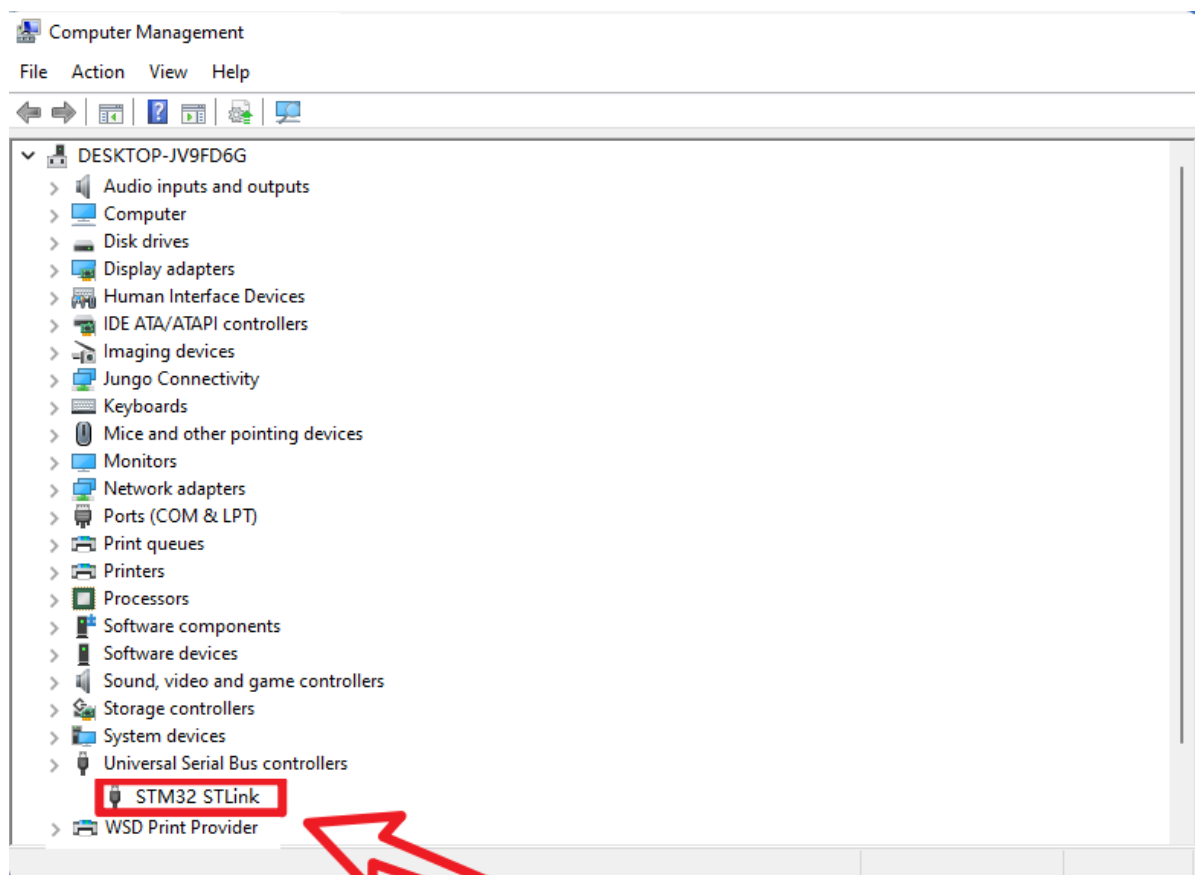 Computer Management
File Action View Help
DESKTOP-JV9FD6G
Audio inputs and outputs
Computer
Disk drives
Display adapters
Human Interface Devices
IDE ATA/ATAPI controllers
Imaging devices
Jungo Connectivity
Keyboards
Mice and other pointing devices
Monitors
Network adapters
Ports (COM & LPT)
Print queues
Printers
Processors
Software components
Software devices
Sound, video and game controllers
Storage controllers
System devices
Universal Serial Bus controllers
STM32 STLink
WSD Print Provider